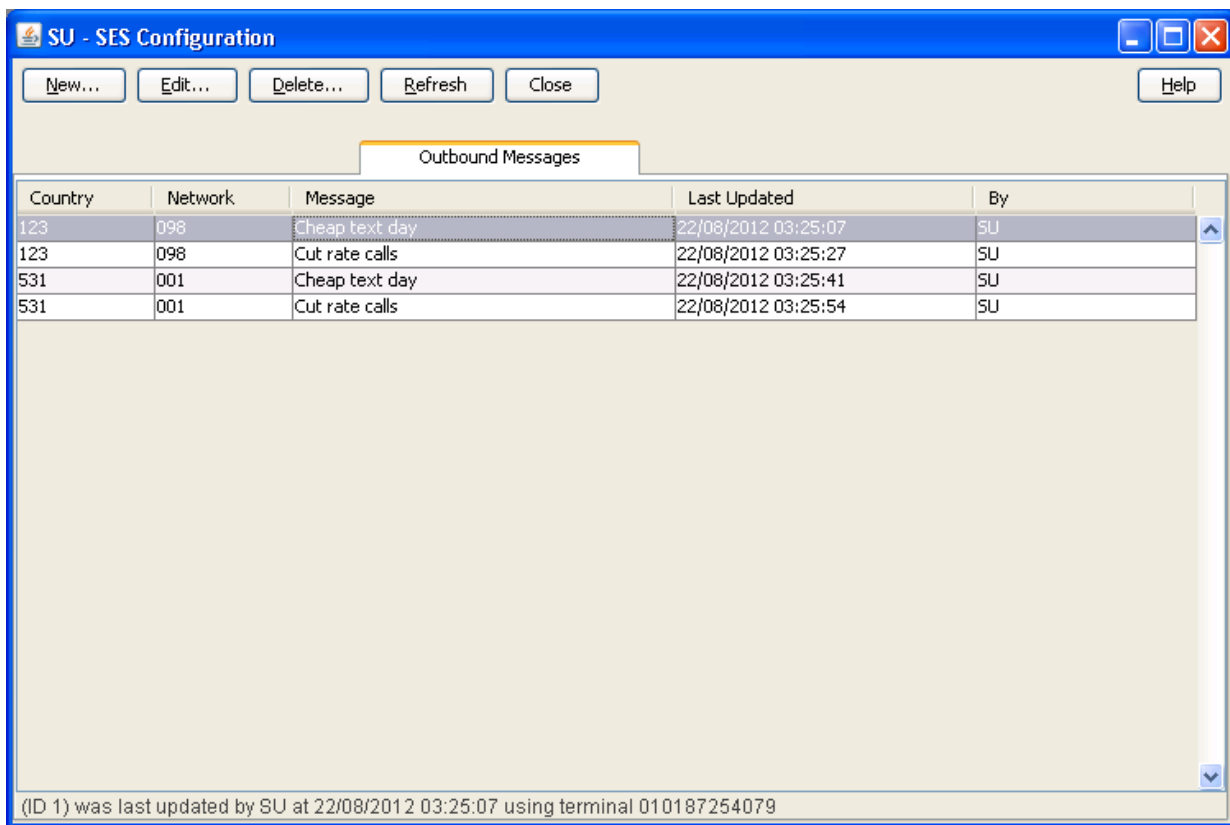 SU - SES Configuration
New... Edit... Delete... Refresh Close Help
Outbound Messages
Country Network Message Last Updated By
123 098 Cheap text day 22/08/2012 03:25:07 SU
123 098 Cut rate calls 22/08/2012 03:25:27 SU
531 001 Cheap text day 22/08/2012 03:25:41 SU
531 001 Cut rate calls 22/08/2012 03:25:54 SU
(ID 1) was last updated by SU at 22/08/2012 03:25:07 using terminal 010187254079